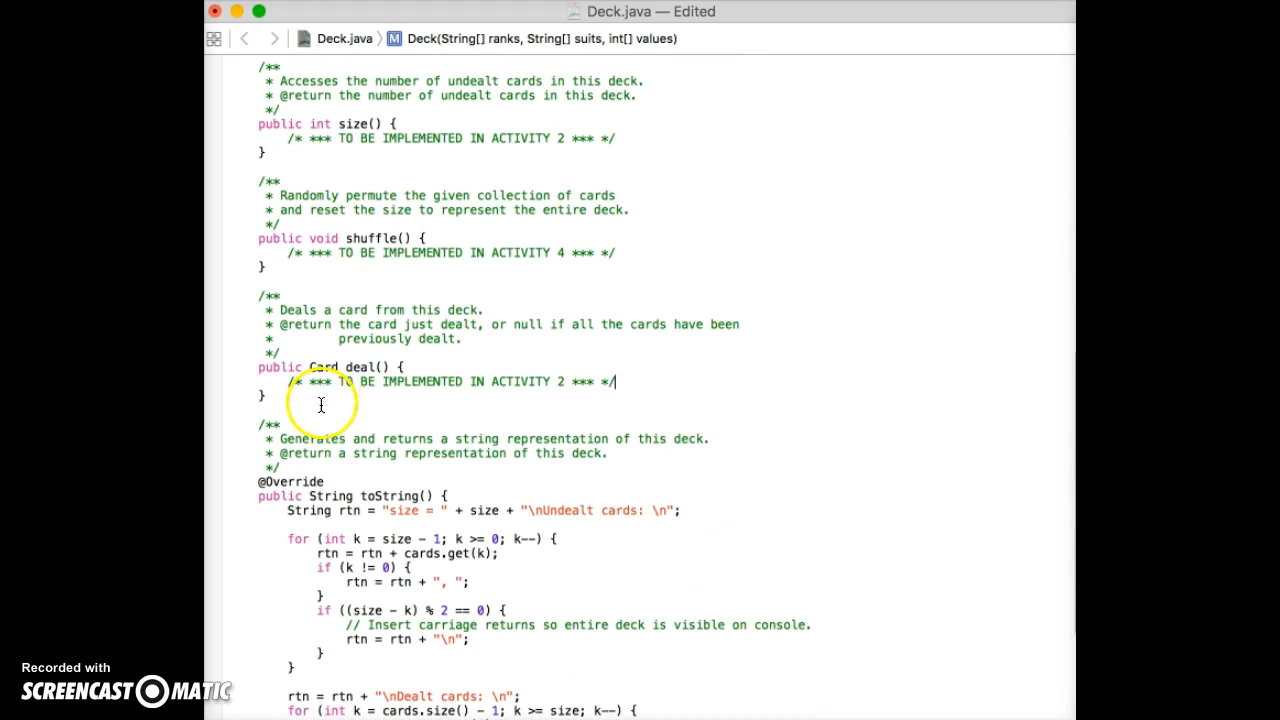 Deck.java — Edited
Deck.java 〉 M Deck(String[] ranks, String[] suits, int[] values)
/**
* Accesses the number of undealt cards in this deck.
* @return the number of undealt cards in this deck.
*/
public int size() {
/* *** TO BE IMPLEMENTED IN ACTIVITY 2 *** */
}
/**
* Randomly permute the given collection of cards
* and reset the size to represent the entire deck.
*/
public void shuffle() {
/* *** TO BE IMPLEMENTED IN ACTIVITY 4 *** */
}
/**
* Deals a card from this deck.
* @return the card just dealt, or null if all the cards have been
* previously dealt.
*/
public Card deal() {
/* *** TO BE IMPLEMENTED IN ACTIVITY 2 *** */
}
/**
* Generates and returns a string representation of this deck.
* @return a string representation of this deck.
*/
@Override
public String toString() {
String rtn = "size = " + size + "\nUndealt cards: \n";
for (int k = size - 1; k >= 0; k--) {
rtn = rtn + cards.get(k);
if (k != 0) {
rtn = rtn + ", ";
}
if ((size - k) % 2 == 0) {
// Insert carriage returns so entire deck is visible on console.
rtn = rtn + "\n";
}
}
rtn = rtn + "\nDealt cards: \n";
for (int k = cards.size() - 1; k >= size; k--) {
Recorded with
SCREENCAST O MATIC